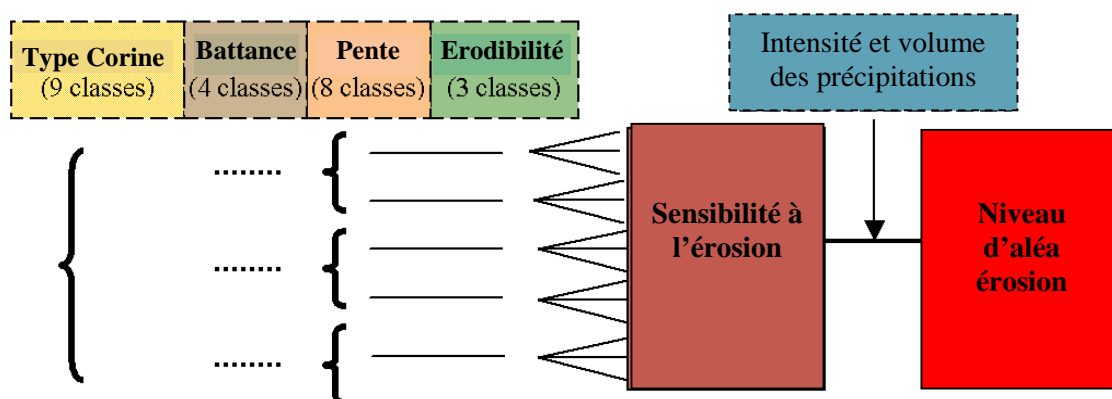 Type Corine
(9 classes)
Battance
(4 classes)
Pente
(8 classes)
Erodibilité
(3 classes)
Intensité et volume
des précipitations
Sensibilité à
l’érosion
Niveau
d’aléa
érosion